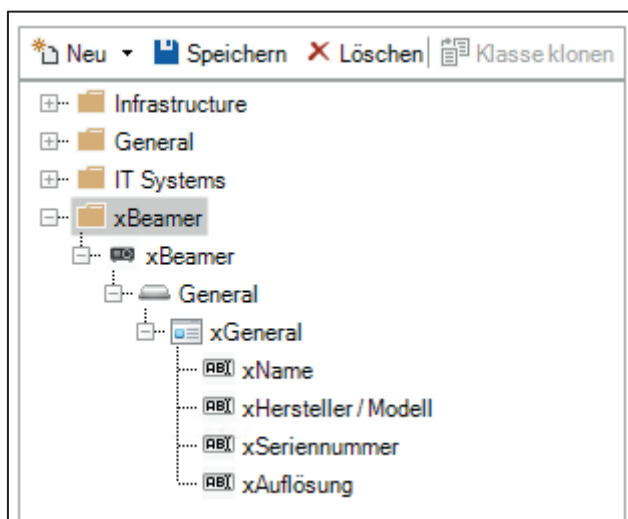 Neu Speichern Löschen Klasse klonen
Infrastructure
General
IT Systems
xBeamer
xBeamer
General
xGeneral
xName
xHersteller / Modell
xSeriennummer
xAuflösung